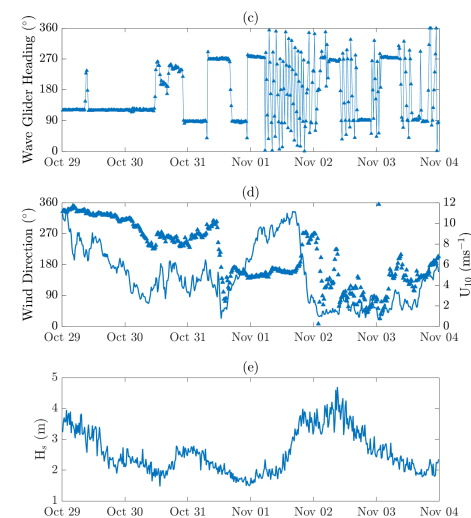 (c)
360
270
180
90
0
Wave Glider Heading (°)
Oct 29 Oct 30 Oct 31 Nov 01 Nov 02 Nov 03 Nov 04
(d)
360
270
180
90
0
Wind Direction (°)
12
10
8
6
4
2
0
U10 (ms−1)
Oct 29 Oct 30 Oct 31 Nov 01 Nov 02 Nov 03 Nov 04
(e)
5
4
3
2
1
Hs (m)
Oct 29 Oct 30 Oct 31 Nov 01 Nov 02 Nov 03 Nov 04